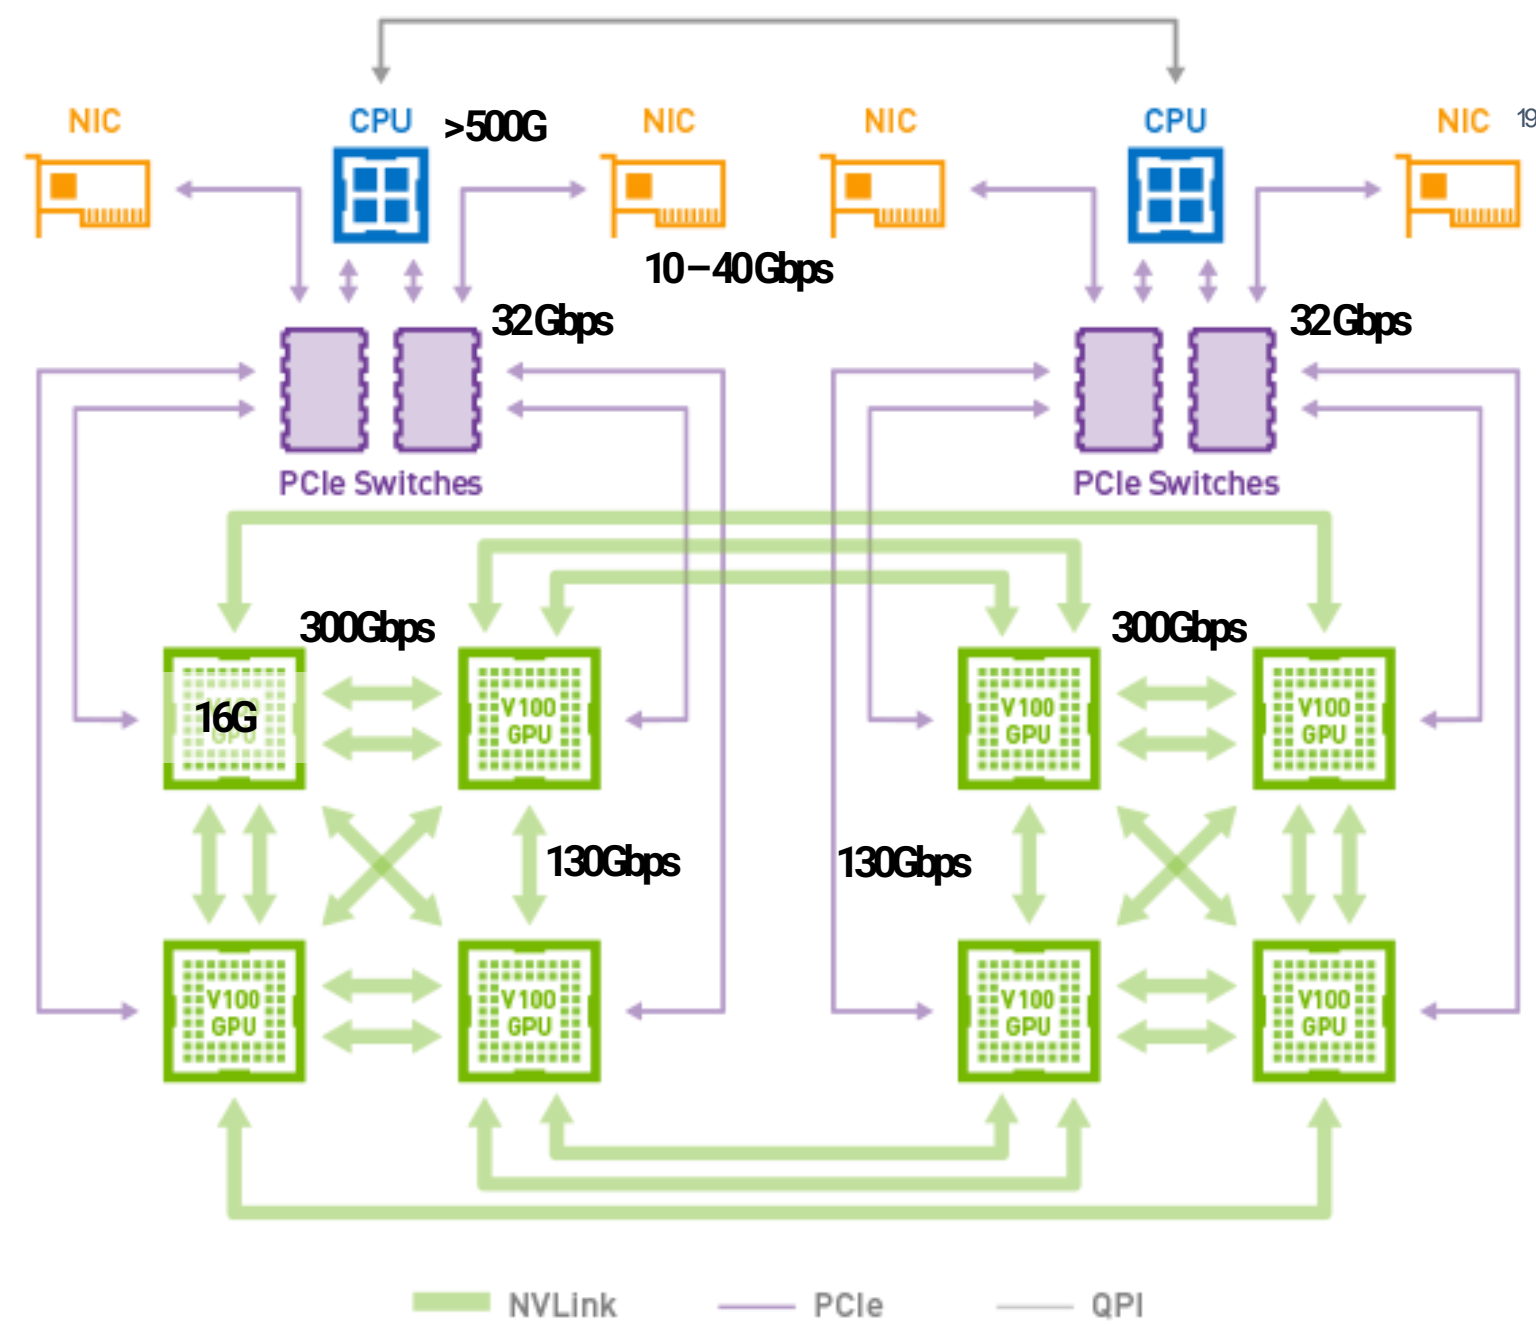 NIC
CPU
>500G
NIC
NIC
CPU
NIC
19
10–40Gbps
32Gbps
32Gbps
PCIe Switches
PCIe Switches
300Gbps
300Gbps
16G
V100
GPU
V100
GPU
V100
GPU
130Gbps
130Gbps
V100
GPU
V100
GPU
V100
GPU
V100
GPU
NVLink
PCIe
QPI